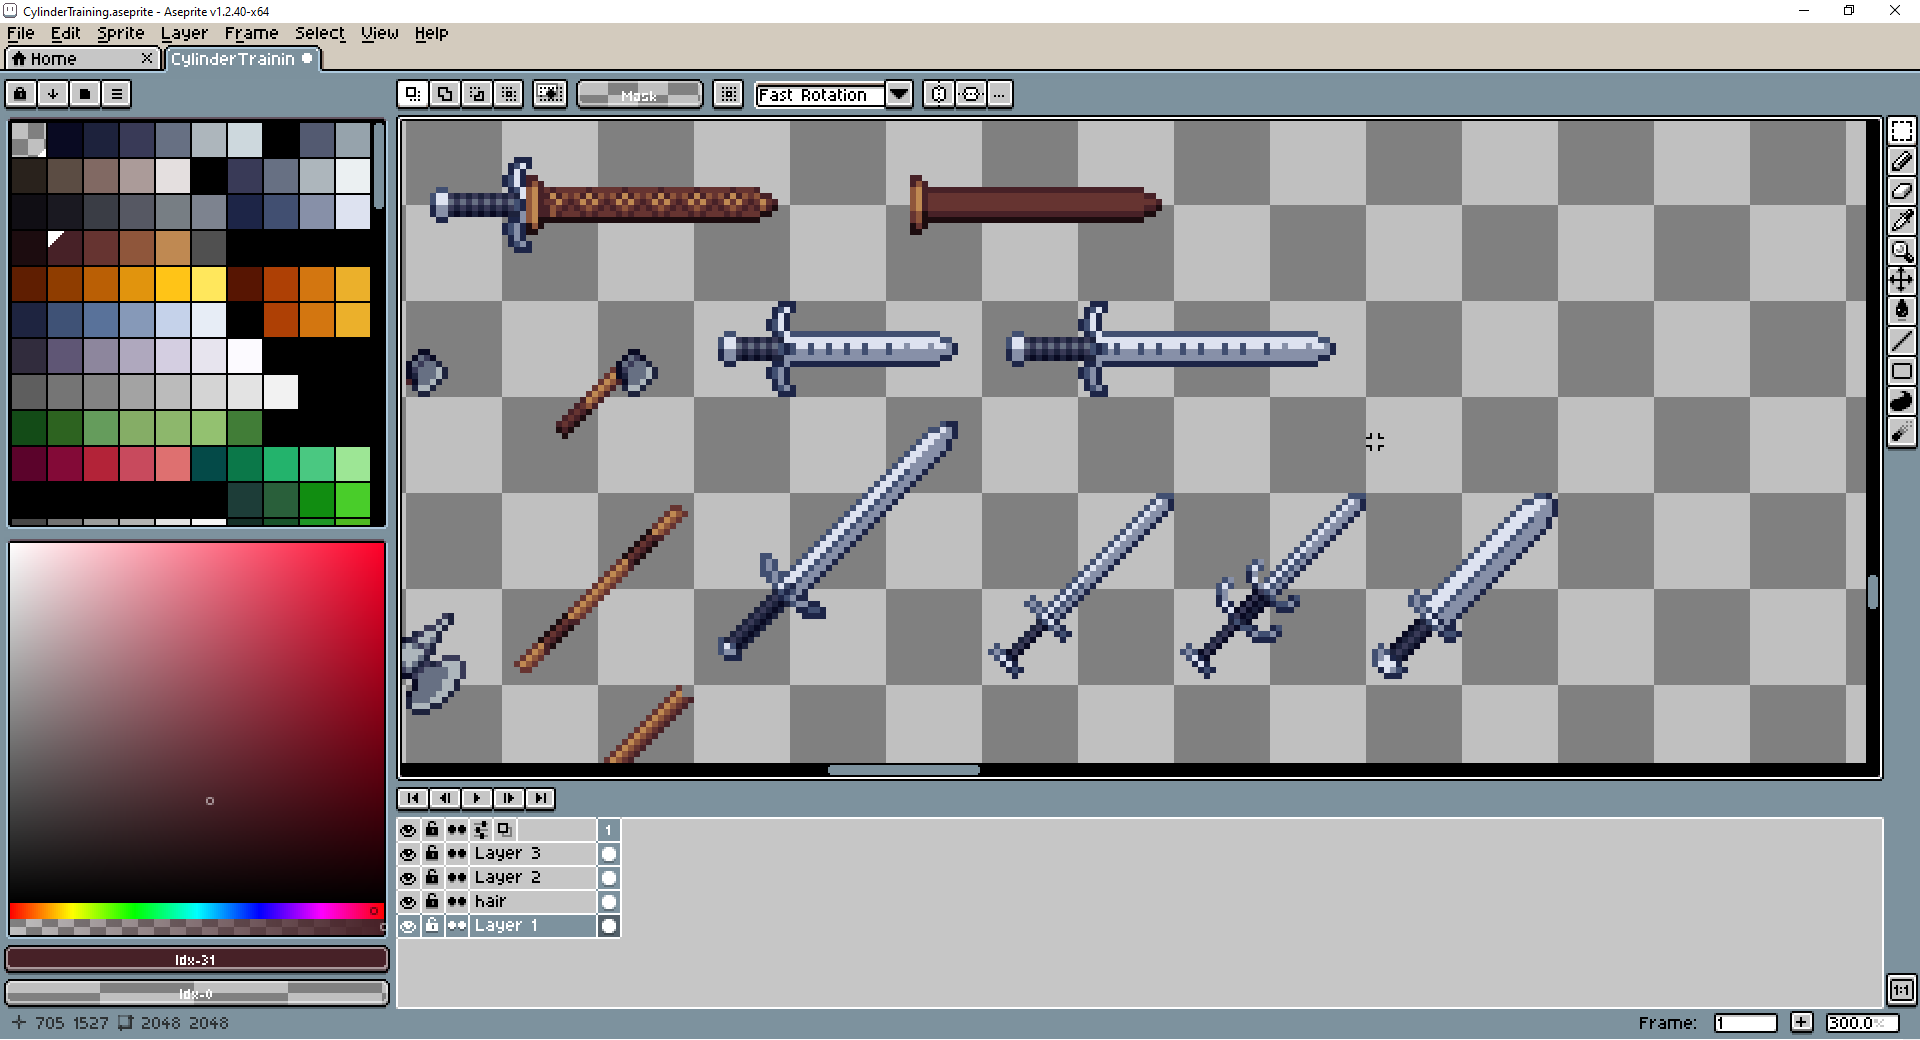 CylinderTraining.aseprite - Aseprite v1.2.40-x64
File Edit Sprite Layer Frame Select View Help
Home CylinderTrainin
Mask Fast Rotation ...
1
Layer 3
Layer 2
hair
Layer 1
Idx-31
Idx-0
705 1527 2048 2048
1:1
Frame: 1 + 300.0%